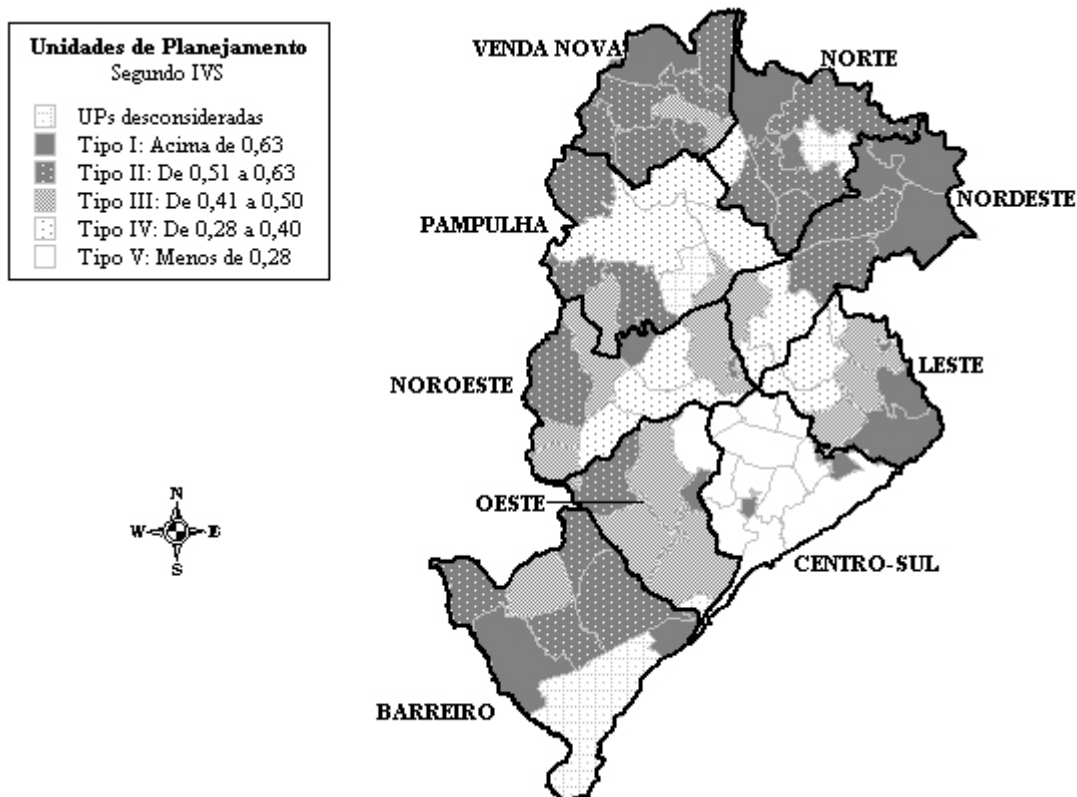 Unidades de Planejamento
Segundo IVS
UPs desconsideradas
Tipo I: Acima de 0,63
Tipo II: De 0,51 a 0,63
Tipo III: De 0,41 a 0,50
Tipo IV: De 0,28 a 0,40
Tipo V: Menos de 0,28
VENDA NOVA
NORTE
NORDESTE
PAMPULHA
LESTE
NOROESTE
OESTE
CENTRO-SUL
BARREIRO
N
W E
S